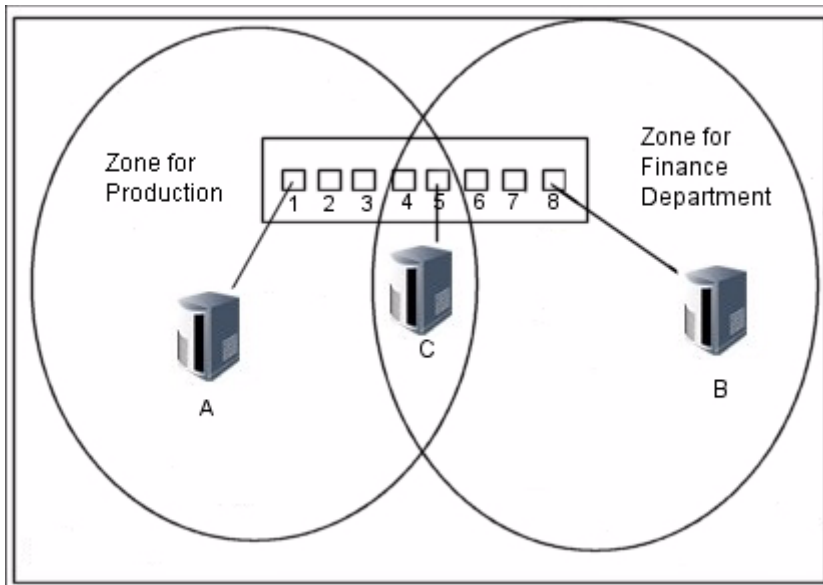 Zone for
Production
Zone for
Finance
Department
1 2 3 4 5 6 7 8
A
C
B